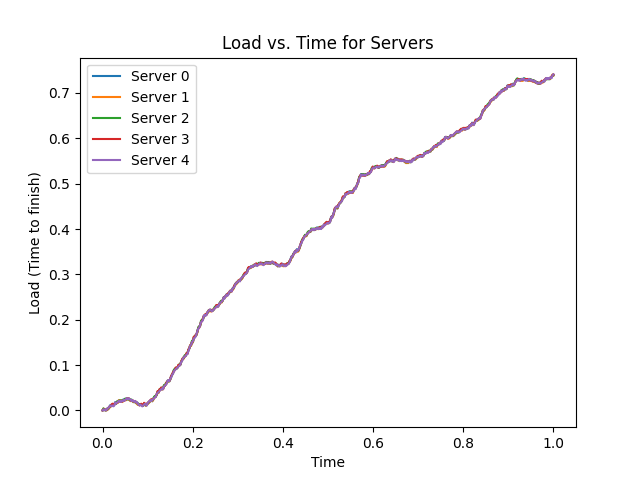 Load vs. Time for Servers
Server 0
Server 1
Server 2
Server 3
Server 4
Load (Time to finish)
0.7
0.6
0.5
0.4
0.3
0.2
0.1
0.0
0.0 0.2 0.4 0.6 0.8 1.0
Time